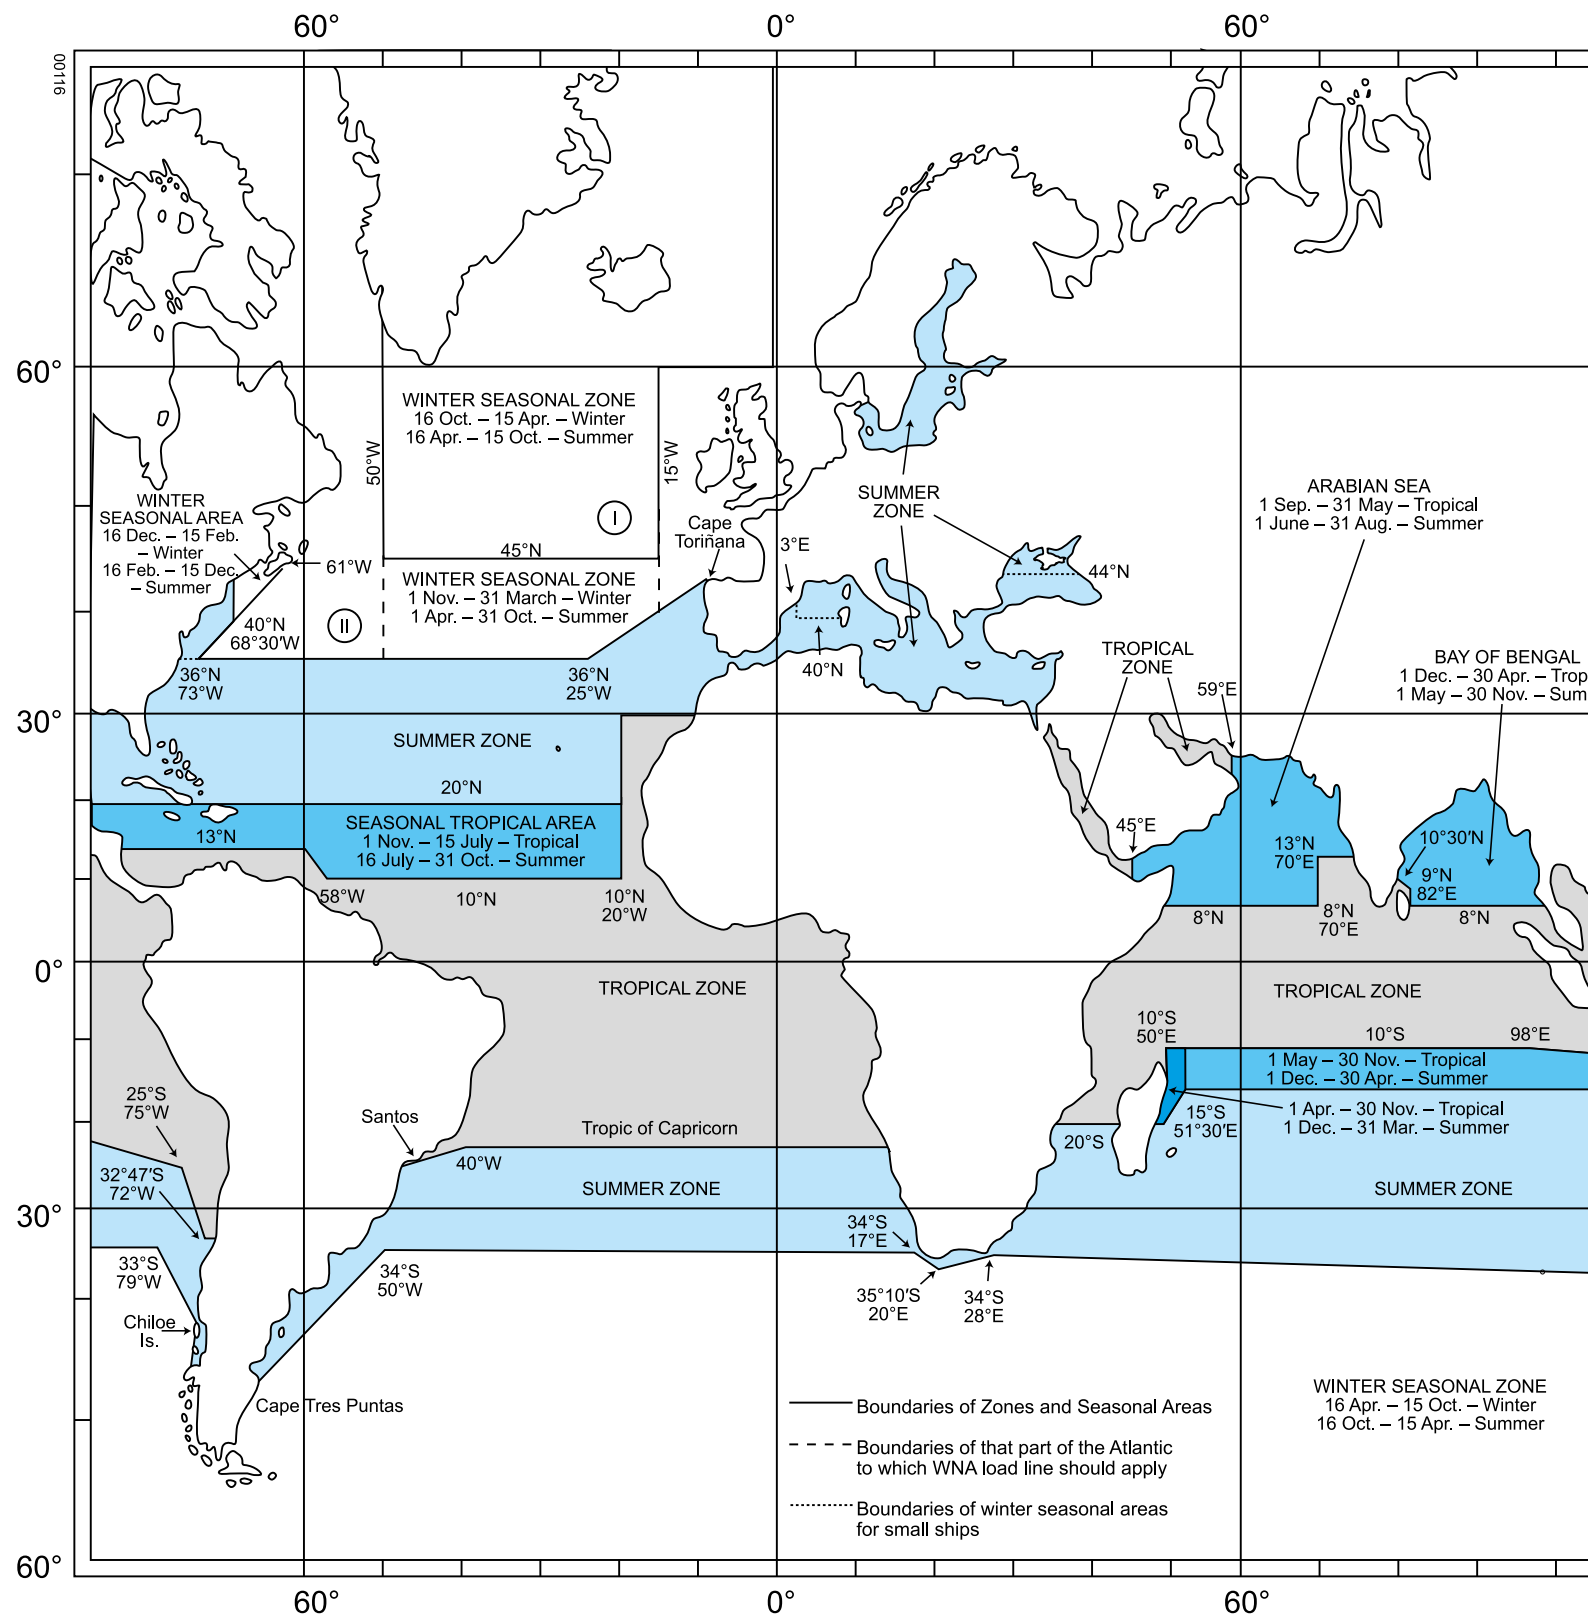 60°
0°
60°
001116
60°
WINTER SEASONAL ZONE
16 Oct. – 15 Apr. – Winter
16 Apr. – 15 Oct. – Summer
50°W
15°W
I
45°N
WINTER
SEASONAL AREA
16 Dec. – 15 Feb.
– Winter
16 Feb. – 15 Dec.
– Summer
61°W
WINTER SEASONAL ZONE
1 Nov. – 31 March – Winter
1 Apr. – 31 Oct. – Summer
II
40°N
68°30′W
36°N
73°W
36°N
25°W
Cape
Toriñana
3°E
SUMMER
ZONE
44°N
40°N
ARABIAN SEA
1 Sep. – 31 May – Tropical
1 June – 31 Aug. – Summer
TROPICAL
ZONE
59°E
BAY OF BENGAL
1 Dec. – 30 Apr. – Trop
1 May – 30 Nov. – Sum
30°
SUMMER ZONE
20°N
13°N
SEASONAL TROPICAL AREA
1 Nov. – 15 July – Tropical
16 July – 31 Oct. – Summer
58°W
10°N
10°N
20°W
45°E
13°N
70°E
10°30′N
9°N
82°E
8°N
8°N
70°E
8°N
0°
TROPICAL ZONE
TROPICAL ZONE
10°S
50°E
10°S
98°E
1 May – 30 Nov. – Tropical
1 Dec. – 30 Apr. – Summer
1 Apr. – 30 Nov. – Tropical
1 Dec. – 31 Mar. – Summer
15°S
51°30′E
20°S
25°S
75°W
Santos
Tropic of Capricorn
40°W
32°47′S
72°W
SUMMER ZONE
SUMMER ZONE
30°
33°S
79°W
34°S
50°W
34°S
17°E
35°10′S
20°E
34°S
28°E
Chiloe
Is.
Cape Tres Puntas
WINTER SEASONAL ZONE
16 Apr. – 15 Oct. – Winter
16 Oct. – 15 Apr. – Summer
Boundaries of Zones and Seasonal Areas
Boundaries of that part of the Atlantic
to which WNA load line should apply
Boundaries of winter seasonal areas
for small ships
60°
60°
0°
60°